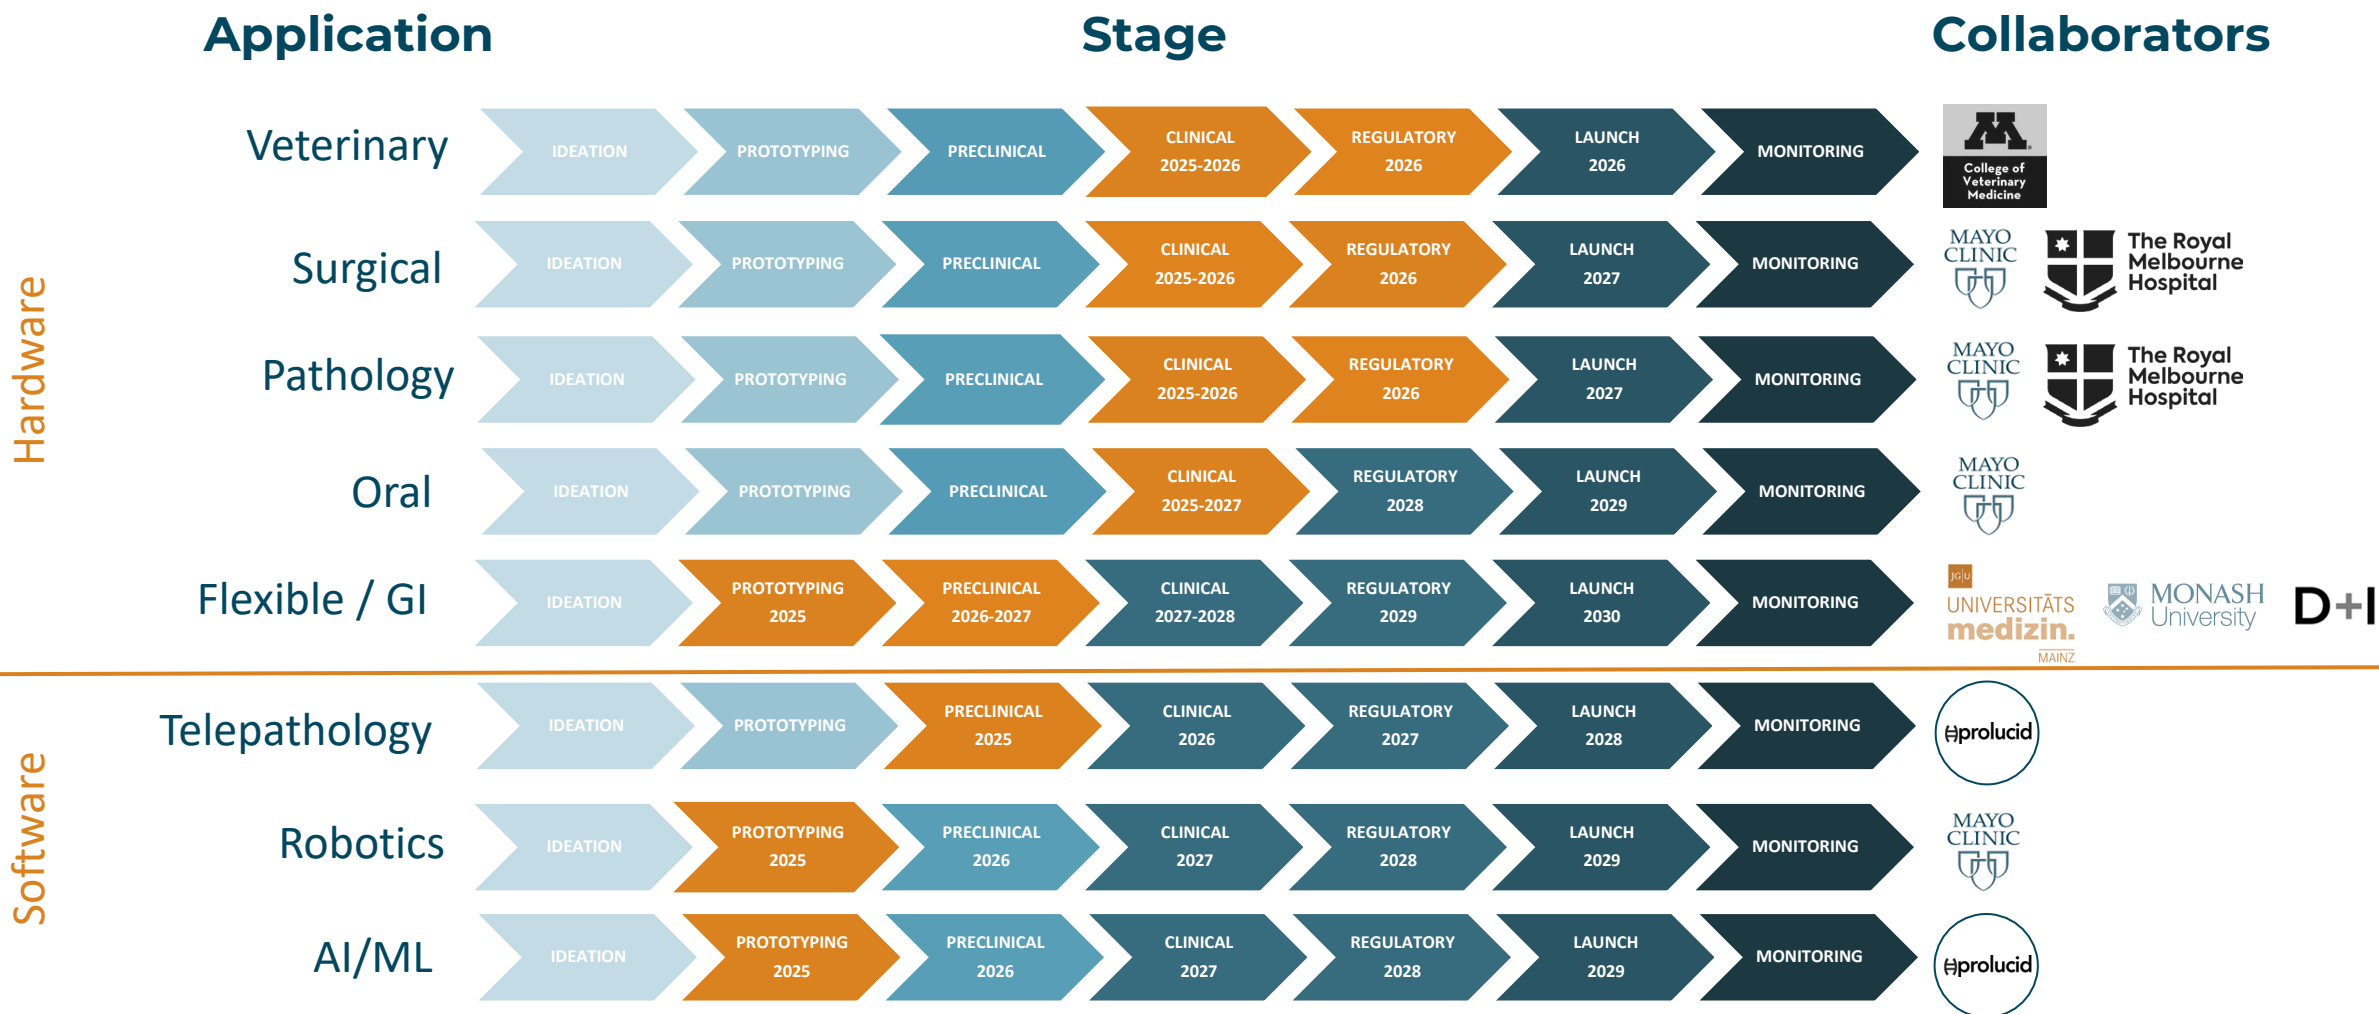 Application
Stage
Collaborators
Hardware
Veterinary
IDEATION
PROTOTYPING
PRECLINICAL
CLINICAL
2025-2026
REGULATORY
2026
LAUNCH
2026
MONITORING
M
College of
Veterinary
Medicine
Surgical
IDEATION
PROTOTYPING
PRECLINICAL
CLINICAL
2025-2026
REGULATORY
2026
LAUNCH
2027
MONITORING
MAYO
CLINIC
The Royal
Melbourne
Hospital
Pathology
IDEATION
PROTOTYPING
PRECLINICAL
CLINICAL
2025-2026
REGULATORY
2026
LAUNCH
2027
MONITORING
MAYO
CLINIC
The Royal
Melbourne
Hospital
Oral
IDEATION
PROTOTYPING
PRECLINICAL
CLINICAL
2025-2027
REGULATORY
2028
LAUNCH
2029
MONITORING
MAYO
CLINIC
Flexible / GI
IDEATION
PROTOTYPING
2025
PRECLINICAL
2026-2027
CLINICAL
2027-2028
REGULATORY
2029
LAUNCH
2030
MONITORING
JG|U
UNIVERSITÄTS
medizin.
MAINZ
MONASH
University
D+I
Software
Telepathology
IDEATION
PROTOTYPING
PRECLINICAL
2025
CLINICAL
2026
REGULATORY
2027
LAUNCH
2028
MONITORING
prolucid
Robotics
IDEATION
PROTOTYPING
2025
PRECLINICAL
2026
CLINICAL
2027
REGULATORY
2028
LAUNCH
2029
MONITORING
MAYO
CLINIC
AI/ML
IDEATION
PROTOTYPING
2025
PRECLINICAL
2026
CLINICAL
2027
REGULATORY
2028
LAUNCH
2029
MONITORING
prolucid